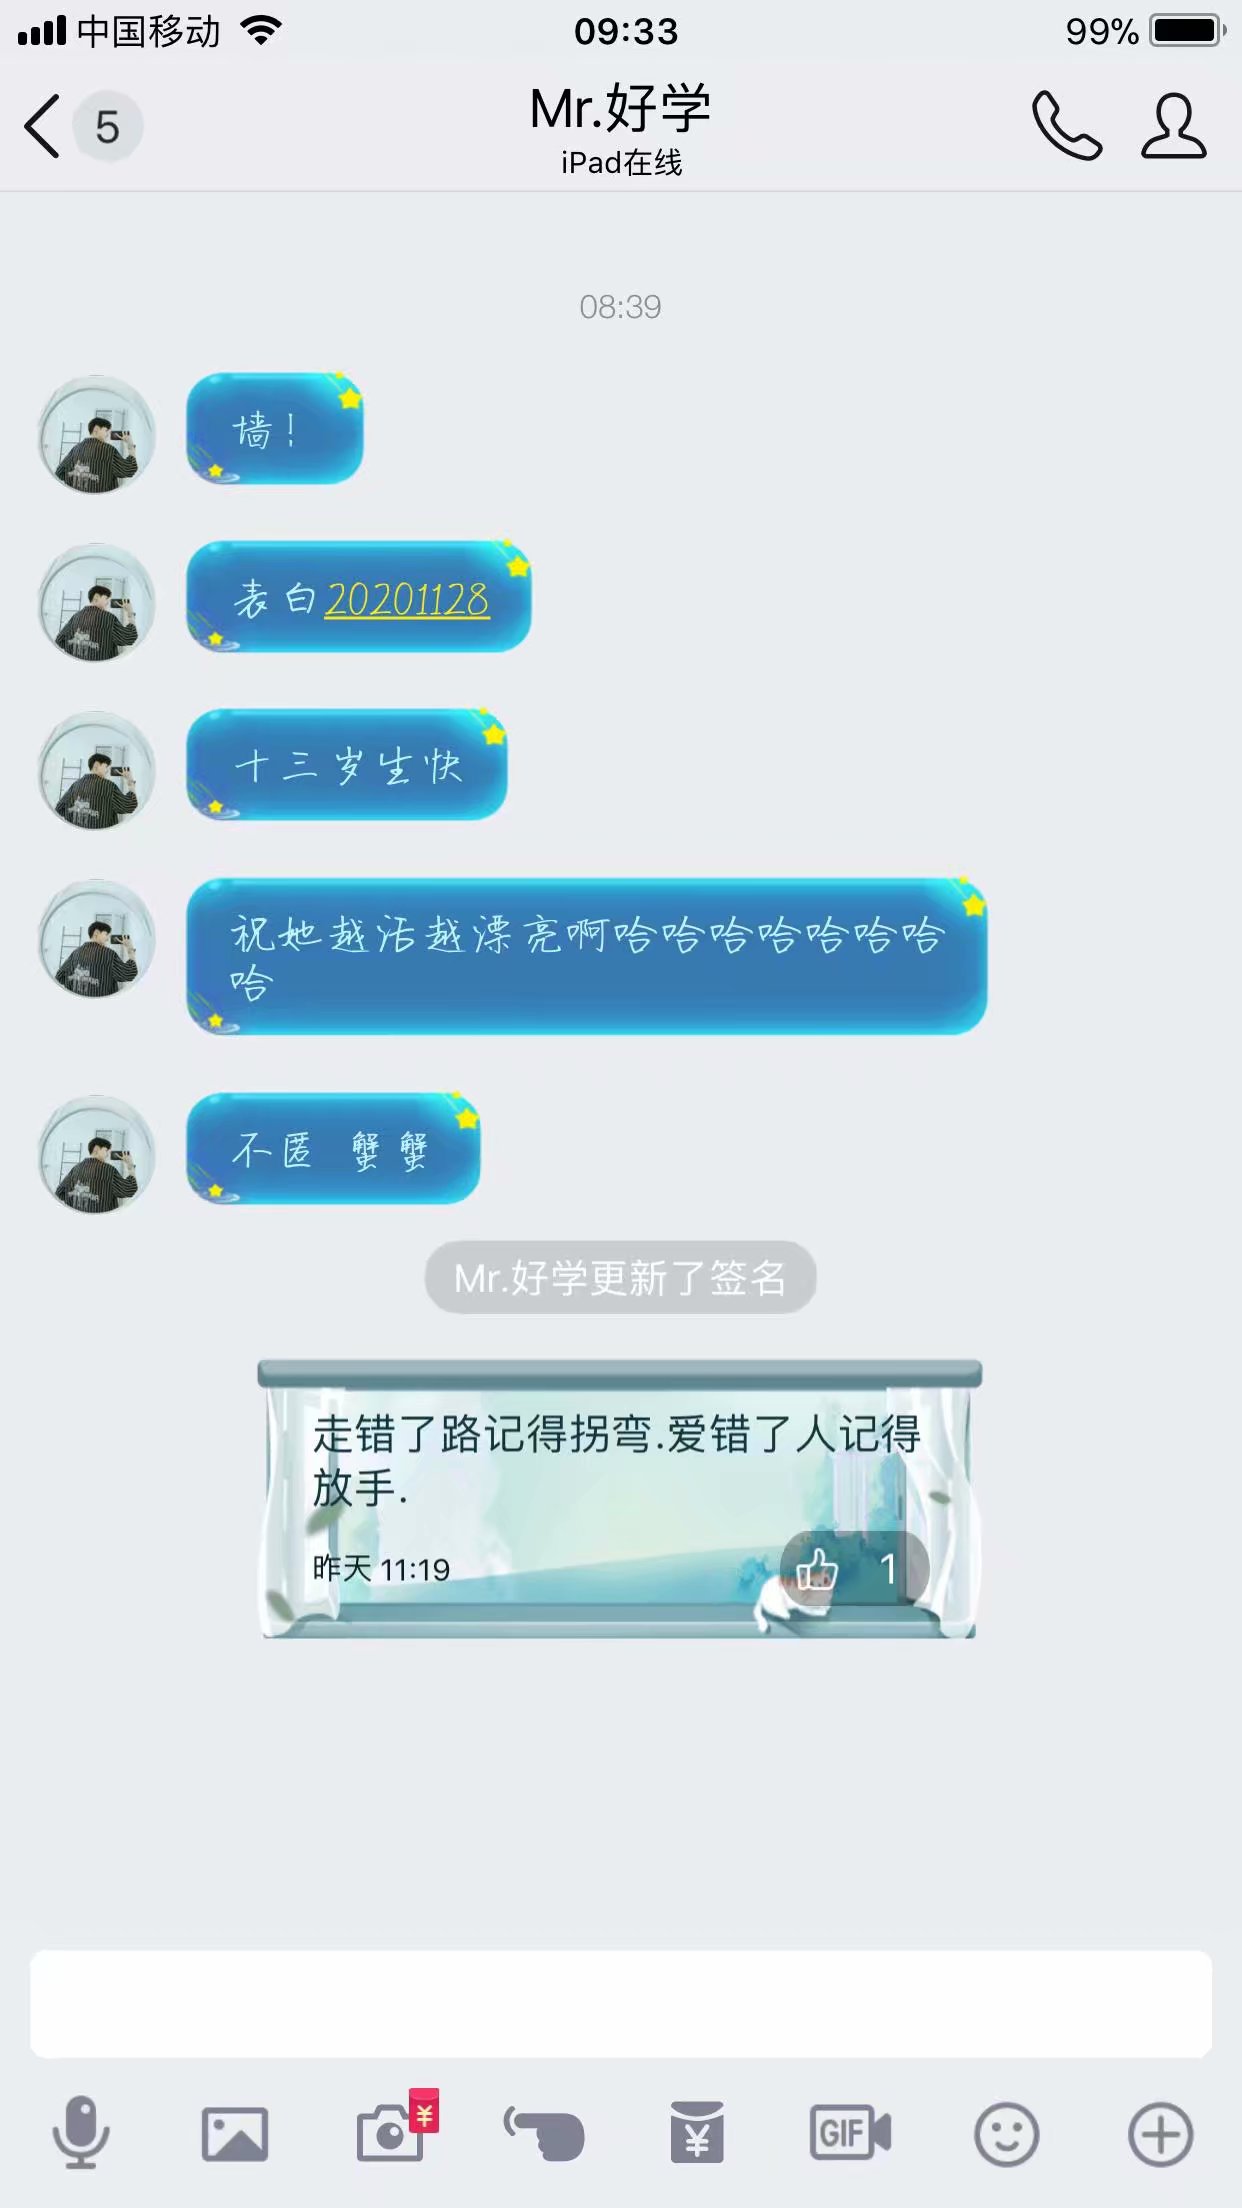 中国移动
09:33
99%
5
Mr.好学
iPad在线
08:39
墙！
表白20201128
十三岁生快
祝她越活越漂亮啊哈哈哈哈哈哈哈
哈
不匿 蟹蟹
Mr.好学更新了签名
走错了路记得拐弯.爱错了人记得
放手.
昨天 11:19
1
¥
¥
GIF